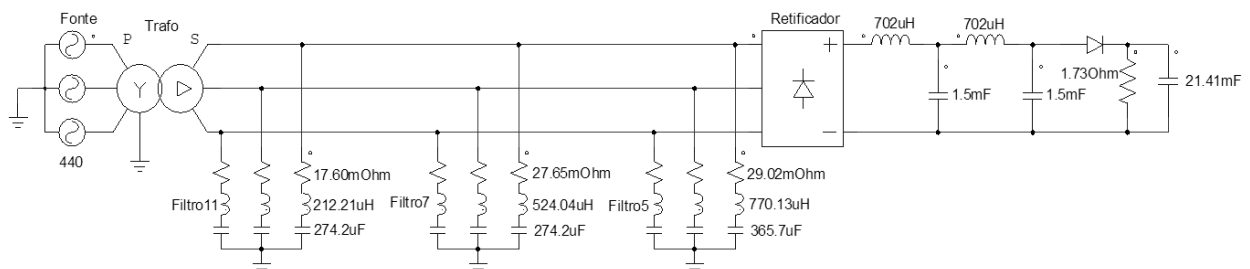 Fonte
Trafo
P
S
Y
440
Retificador
+
−
702uH
702uH
1.5mF
1.5mF
1.73Ohm
21.41mF
17.60mOhm
Filtro11
212.21uH
274.2uF
27.65mOhm
Filtro7
524.04uH
274.2uF
29.02mOhm
Filtro5
770.13uH
365.7uF